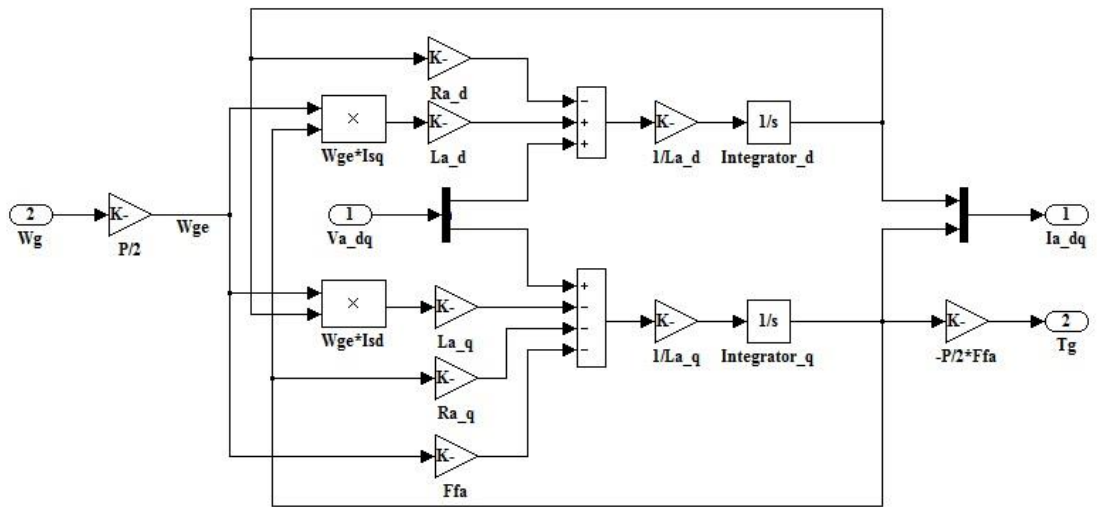 K-
Ra_d
−
K-
1/s
×
K-
+
+
Wge*Isq
La_d
1/La_d
Integrator_d
2
K-
1
1
Wg
Wge
Va_dq
Ia_dq
P/2
+
×
K-
−
K-
1/s
K-
2
−
Wge*Isd
La_q
−
1/La_q
Integrator_q
-P/2*Ffa
Tg
K-
Ra_q
K-
Ffa